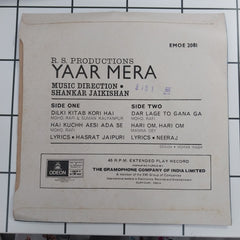 EMOE 2081
R. S. PRODUCTIONS
YAAR MERA
MUSIC DIRECTION •
SHANKAR JAIKISHAN
SIDE ONE
DILKI KITAB KORI HAI
MOHD. RAFI & SUMAN KALYANPUR
HAI KUCHH AESI ADA SE
MOHD. RAFI
LYRICS • HASRAT JAIPURI
SIDE TWO
DAR LAGE TO GANA GA
MOHD. RAFI
HARI OM, HARI OM
MANNA DEY
LYRICS • NEERAJ
ODEON
45 R.P.M. EXTENDED PLAY RECORD
THE GRAMOPHONE COMPANY OF INDIA LIMITED